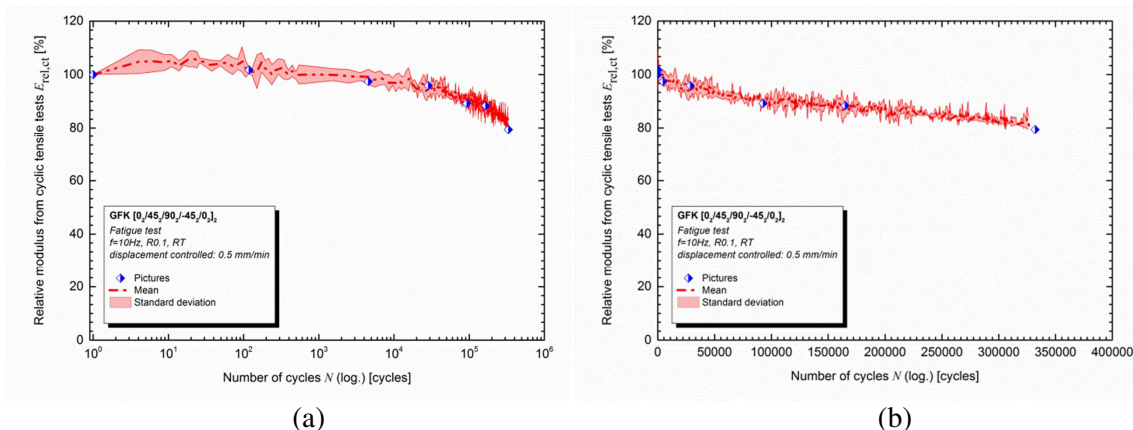 Relative modulus from cyclic tensile tests E_rel,ct [%]
120
100
80
60
40
20
0
GFK [0₂/45₂/90₂/-45₂/0₂]₂
Fatigue test
f=10Hz, R0.1, RT
displacement controlled: 0.5 mm/min
Pictures
Mean
Standard deviation
10⁰ 10¹ 10² 10³ 10⁴ 10⁵ 10⁶
Number of cycles N (log.) [cycles]
(a)
Relative modulus from cyclic tensile tests E_rel,ct [%]
120
100
80
60
40
20
0
GFK [0₂/45₂/90₂/-45₂/0₂]₂
Fatigue test
f=10Hz, R0.1, RT
displacement controlled: 0.5 mm/min
Pictures
Mean
Standard deviation
0 50000 100000 150000 200000 250000 300000 350000 400000
Number of cycles N (log.) [cycles]
(b)